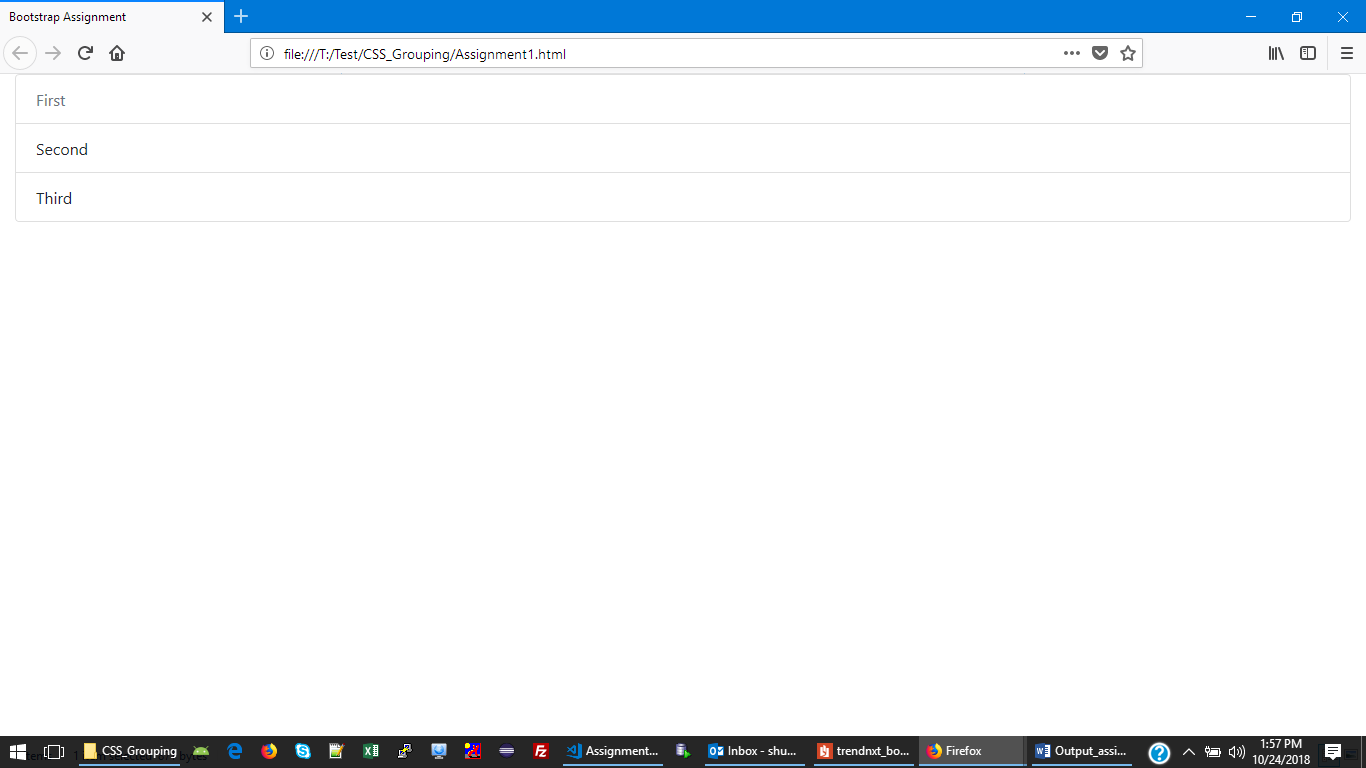 Bootstrap Assignment
file:///T:/Test/CSS_Grouping/Assignment1.html
First
Second
Third
CSS_Grouping
Assignment...
Inbox - shu...
trendnxt_bo...
Firefox
Output_assi...
1:57 PM
10/24/2018